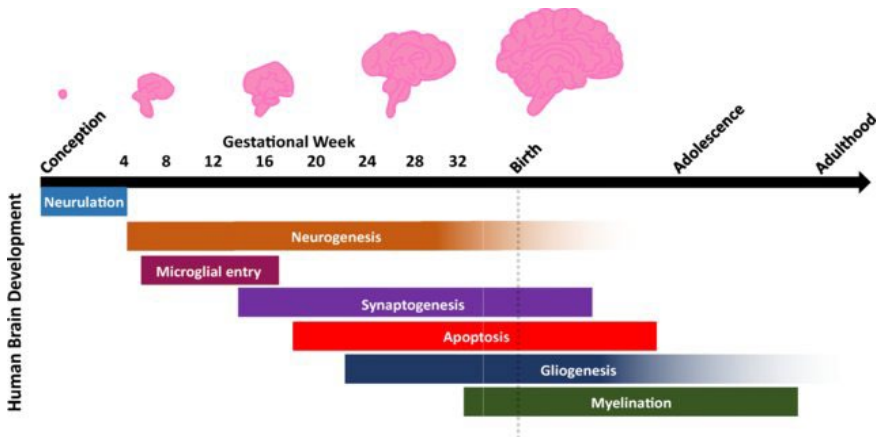 Gestational Week
Conception
4 8 12 16 20 24 28 32
Birth
Adolescence
Adulthood
Human Brain Development
Neurulation
Neurogenesis
Microglial entry
Synaptogenesis
Apoptosis
Gliogenesis
Myelination